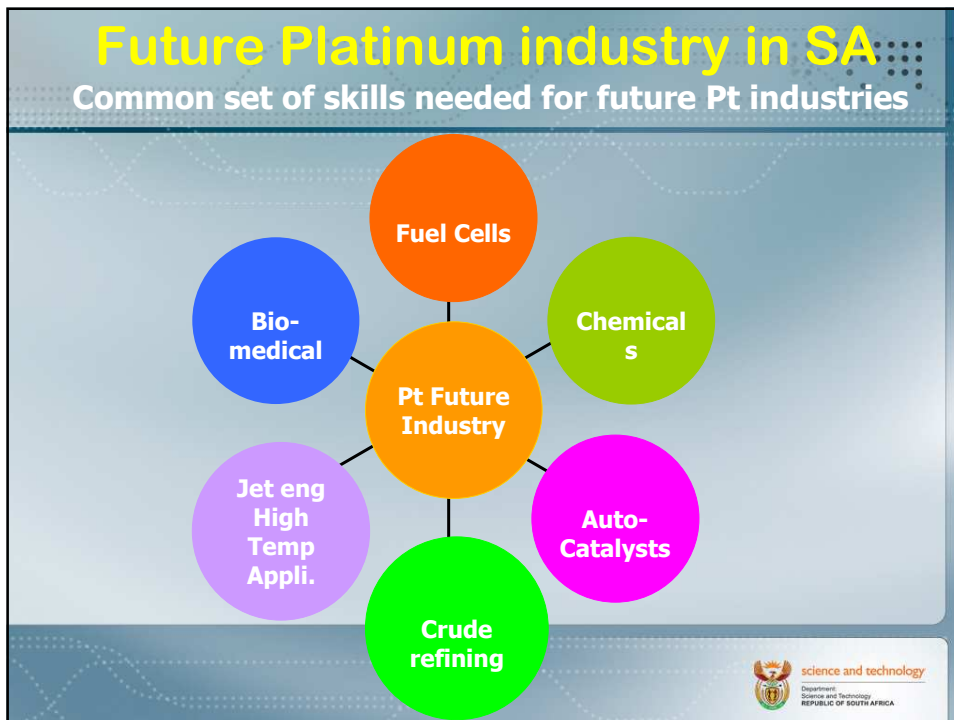 Future Platinum industry in SA
Common set of skills needed for future Pt industries
Fuel Cells
Bio-
medical
Chemical
s
Pt Future
Industry
Jet eng
High
Temp
Appli.
Auto-
Catalysts
Crude
refining
science and technology
Department:
Science and Technology
REPUBLIC OF SOUTH AFRICA